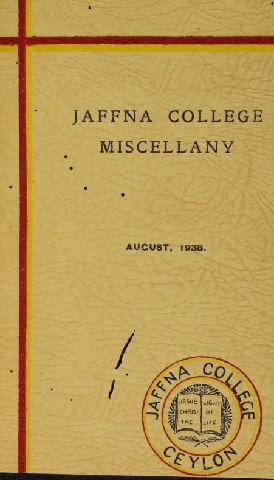 JAFFNA COLLEGE
MISCELLANY
AUGUST, 1938.
JAFFNA COLLEGE
JESUS
CHRIST
THE
LIGHT
OF
LIFE
CEYLON